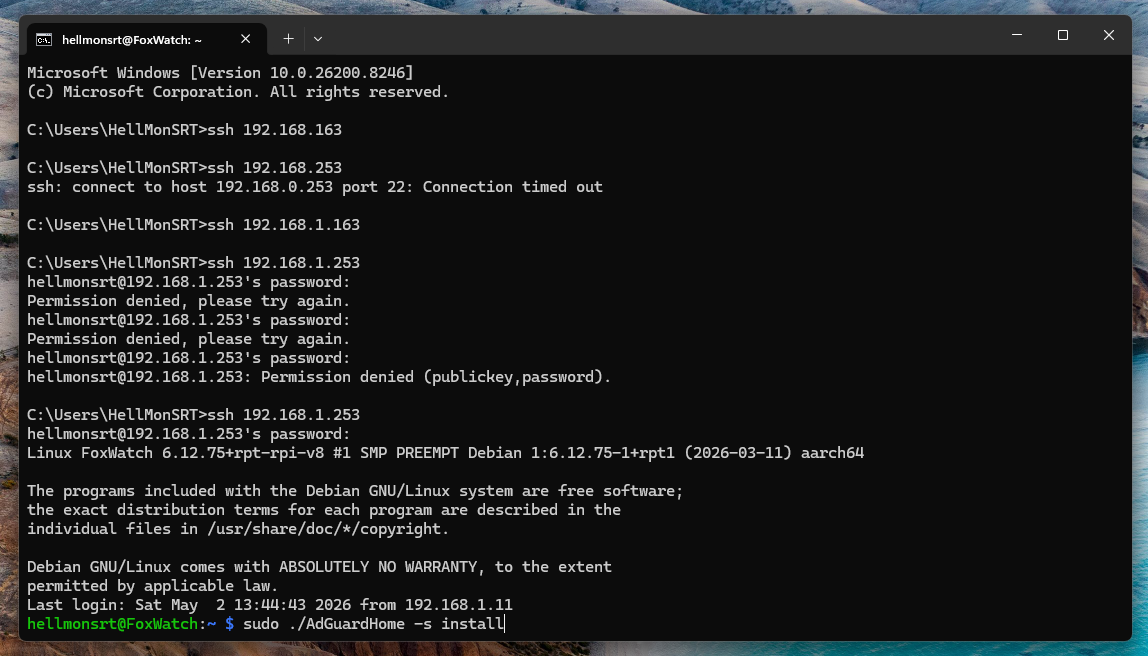 hellmonsrt@FoxWatch: ~
Microsoft Windows [Version 10.0.26200.8246]
(c) Microsoft Corporation. All rights reserved.
C:\Users\HellMonSRT>ssh 192.168.163
C:\Users\HellMonSRT>ssh 192.168.253
ssh: connect to host 192.168.0.253 port 22: Connection timed out
C:\Users\HellMonSRT>ssh 192.168.1.163
C:\Users\HellMonSRT>ssh 192.168.1.253
hellmonsrt@192.168.1.253's password:
Permission denied, please try again.
hellmonsrt@192.168.1.253's password:
Permission denied, please try again.
hellmonsrt@192.168.1.253's password:
hellmonsrt@192.168.1.253: Permission denied (publickey,password).
C:\Users\HellMonSRT>ssh 192.168.1.253
hellmonsrt@192.168.1.253's password:
Linux FoxWatch 6.12.75+rpt-rpi-v8 #1 SMP PREEMPT Debian 1:6.12.75-1+rpt1 (2026-03-11) aarch64
The programs included with the Debian GNU/Linux system are free software;
the exact distribution terms for each program are described in the
individual files in /usr/share/doc/*/copyright.
Debian GNU/Linux comes with ABSOLUTELY NO WARRANTY, to the extent
permitted by applicable law.
Last login: Sat May  2 13:44:43 2026 from 192.168.1.11
hellmonsrt@FoxWatch:~ $ sudo ./AdGuardHome -s install